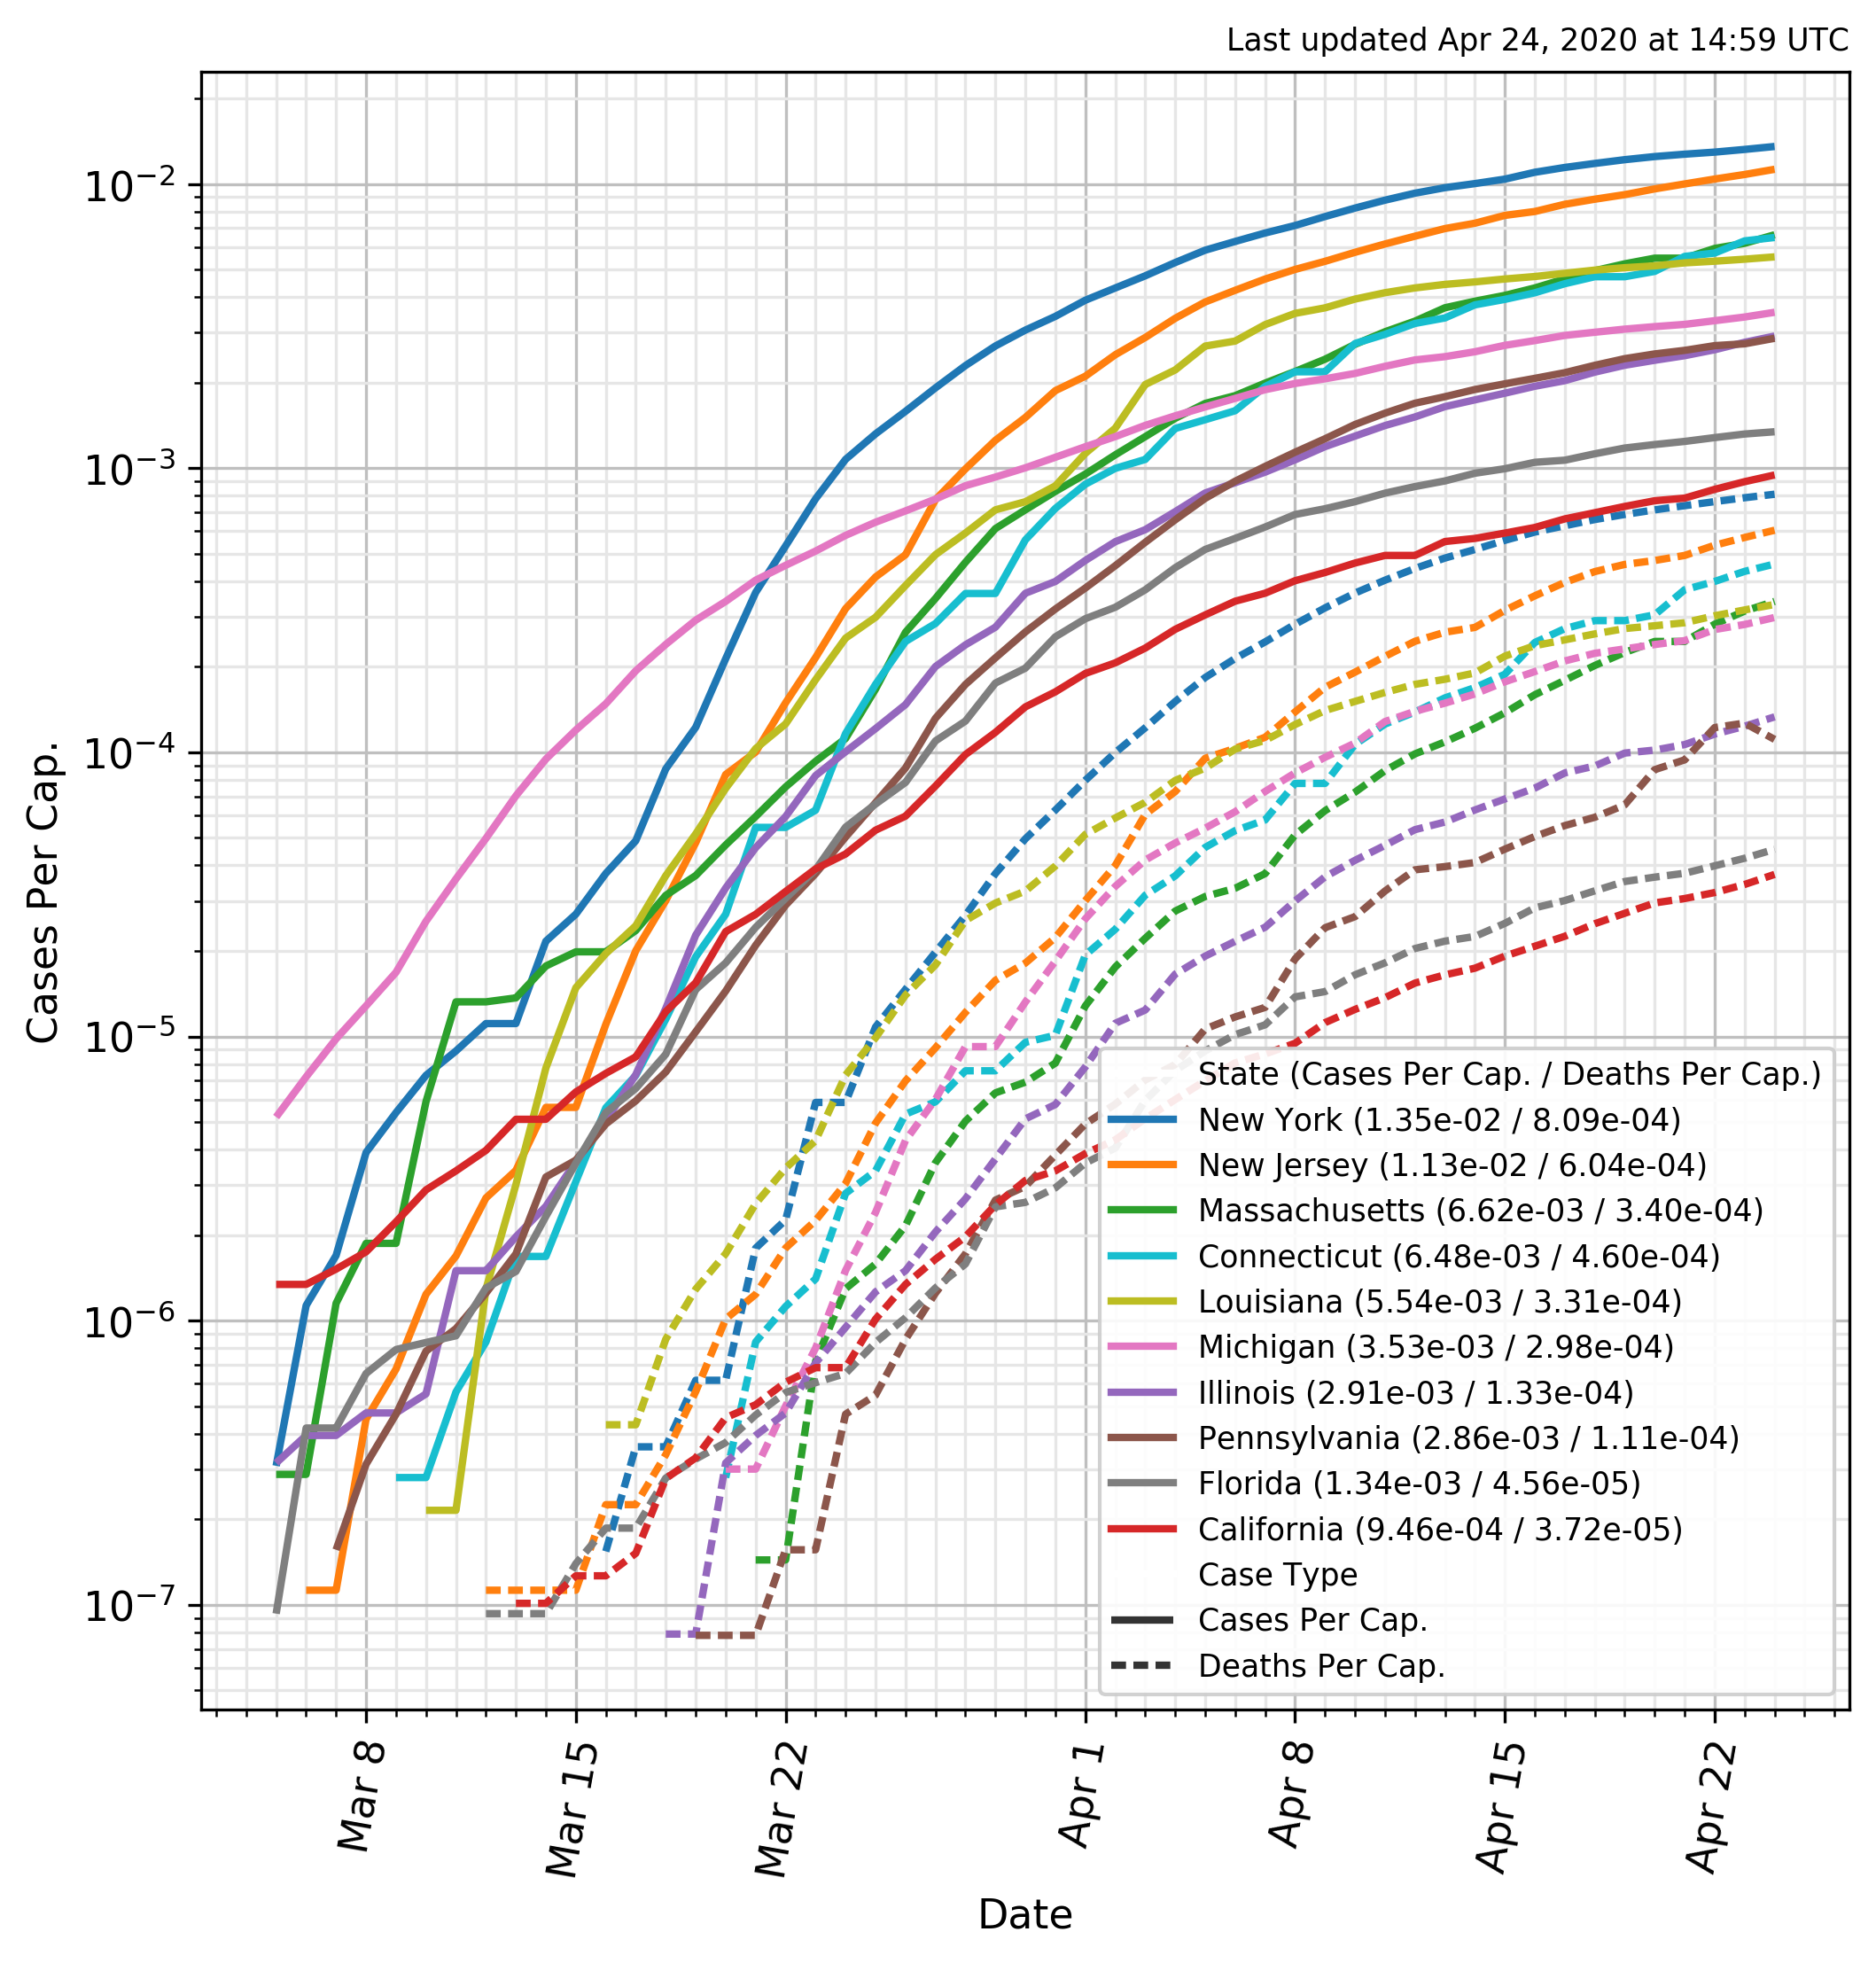 Last updated Apr 24, 2020 at 14:59 UTC
10⁻²
10⁻³
10⁻⁴
10⁻⁵
10⁻⁶
10⁻⁷
Cases Per Cap.
State (Cases Per Cap. / Deaths Per Cap.)
New York (1.35e-02 / 8.09e-04)
New Jersey (1.13e-02 / 6.04e-04)
Massachusetts (6.62e-03 / 3.40e-04)
Connecticut (6.48e-03 / 4.60e-04)
Louisiana (5.54e-03 / 3.31e-04)
Michigan (3.53e-03 / 2.98e-04)
Illinois (2.91e-03 / 1.33e-04)
Pennsylvania (2.86e-03 / 1.11e-04)
Florida (1.34e-03 / 4.56e-05)
California (9.46e-04 / 3.72e-05)
Case Type
Cases Per Cap.
Deaths Per Cap.
Mar 8
Mar 15
Mar 22
Apr 1
Apr 8
Apr 15
Apr 22
Date